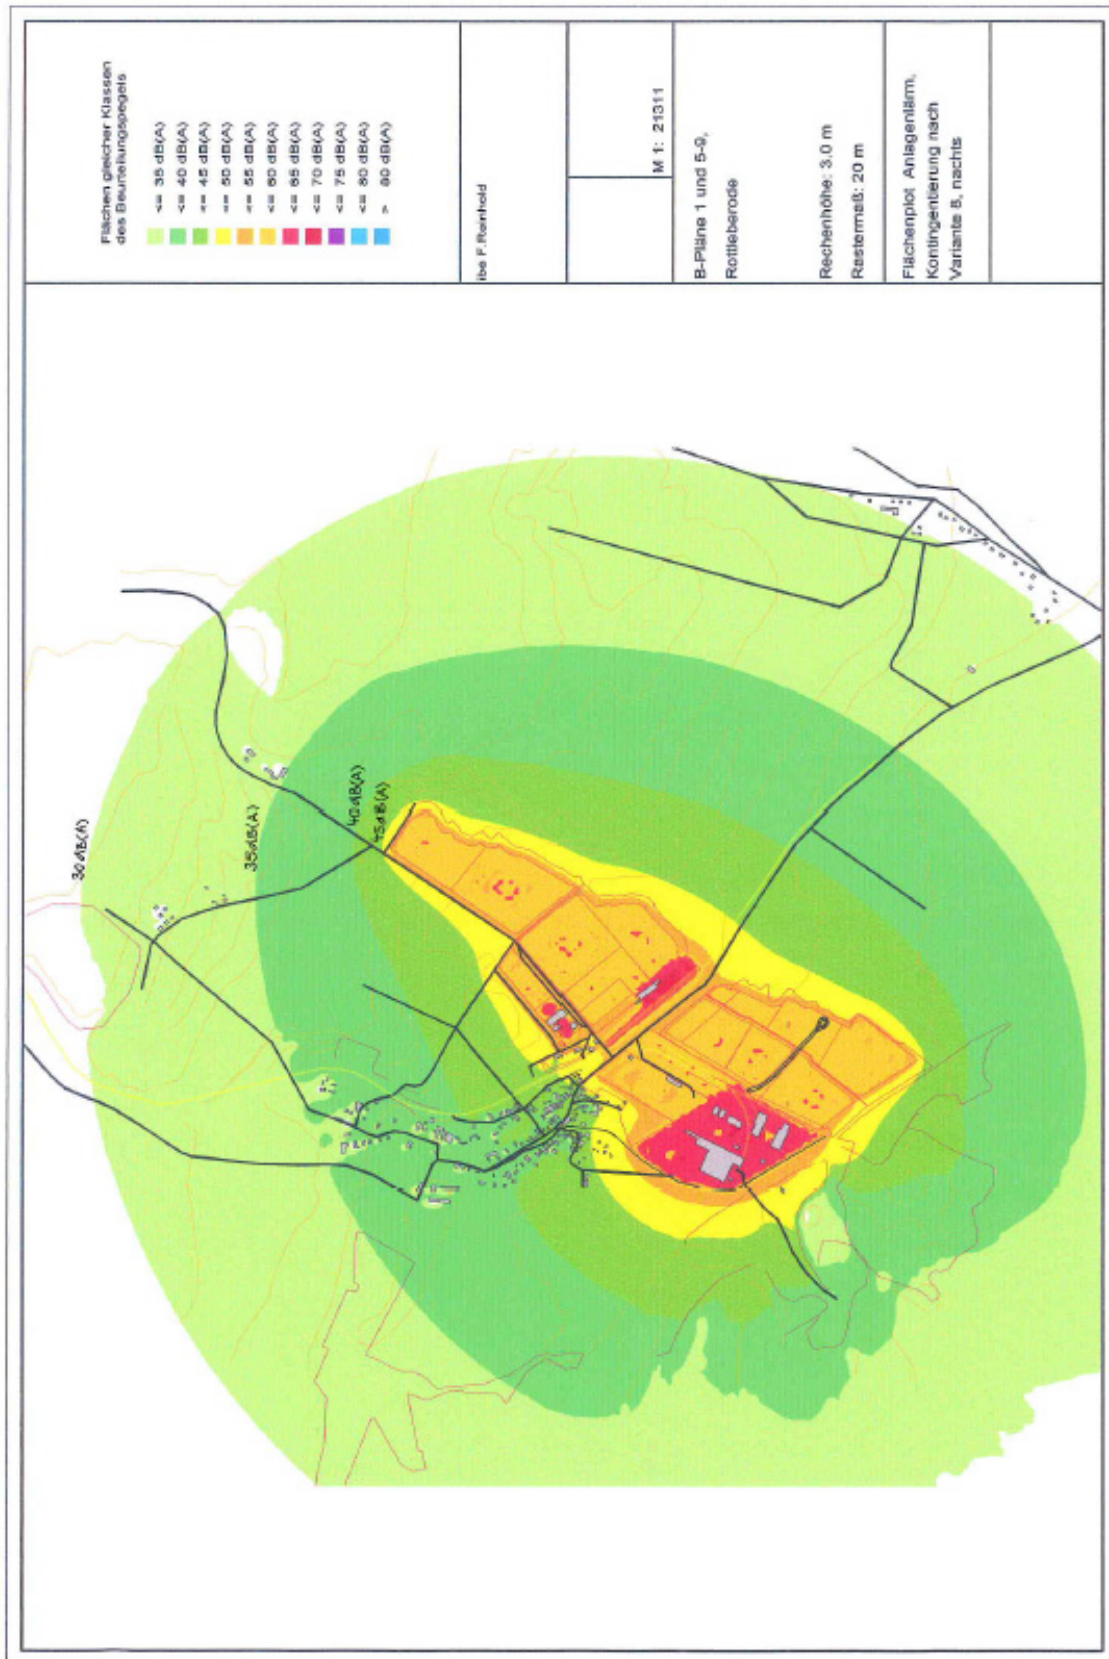 Flächen gleicher Klassen
des Beurteilungspegels
<= 35 dB(A)
<= 40 dB(A)
<= 45 dB(A)
<= 50 dB(A)
<= 55 dB(A)
<= 60 dB(A)
<= 65 dB(A)
<= 70 dB(A)
<= 75 dB(A)
<= 80 dB(A)
> 80 dB(A)
ibe F.Reinhold
M 1: 21311
B-Pläne 1 und 5-9,
Rottleberode
Rechenhöhe: 3.0 m
Rastermaß: 20 m
Flächenplot Anlagenlärm,
Kontingentierung nach
Variante 8, nachts
30dB(A)
35dB(A)
40dB(A)
45dB(A)